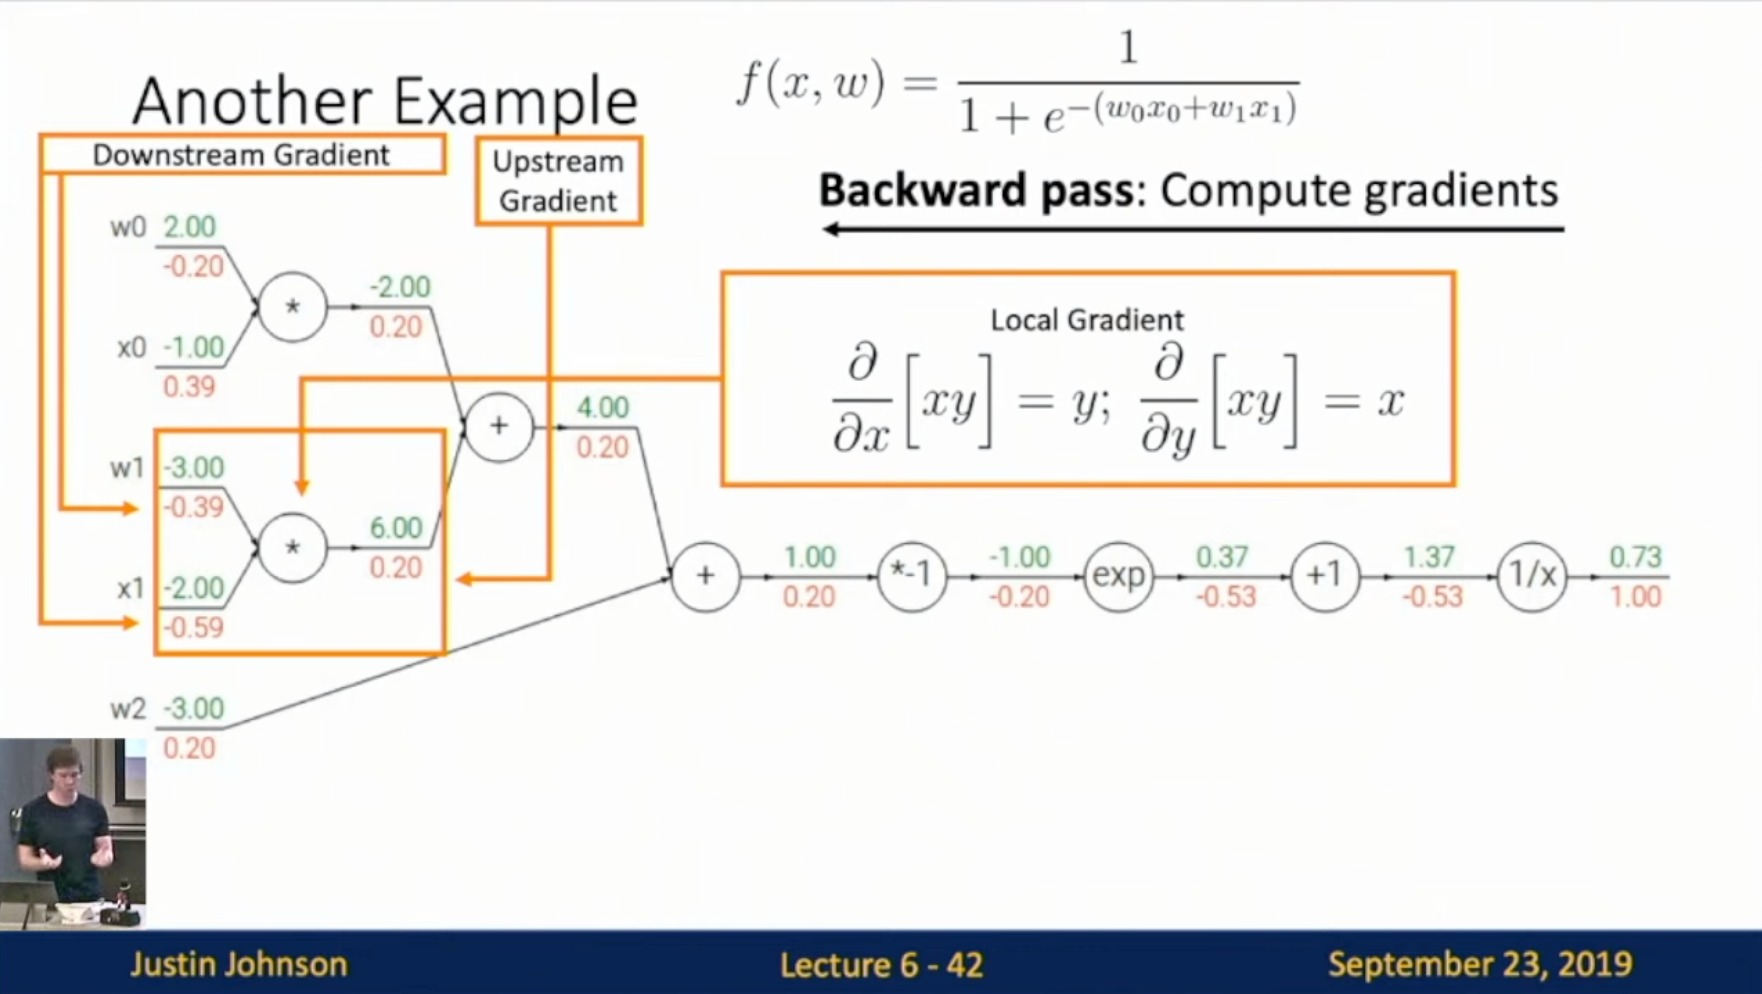 Another Example
f(x, w) = \frac{1}{1 + e^{-(w_0x_0+w_1x_1)}}
Downstream Gradient
Upstream
Gradient
Backward pass: Compute gradients
w0 2.00
-0.20
*
-2.00
0.20
x0 -1.00
0.39
Local Gradient
\frac{\partial}{\partial x}[xy] = y; \frac{\partial}{\partial y}[xy] = x
+
4.00
0.20
w1 -3.00
-0.39
*
6.00
0.20
x1 -2.00
-0.59
+
1.00
0.20
*-1
-1.00
-0.20
exp
0.37
-0.53
+1
1.37
-0.53
1/x
0.73
1.00
w2 -3.00
0.20
Justin Johnson
Lecture 6 - 42
September 23, 2019